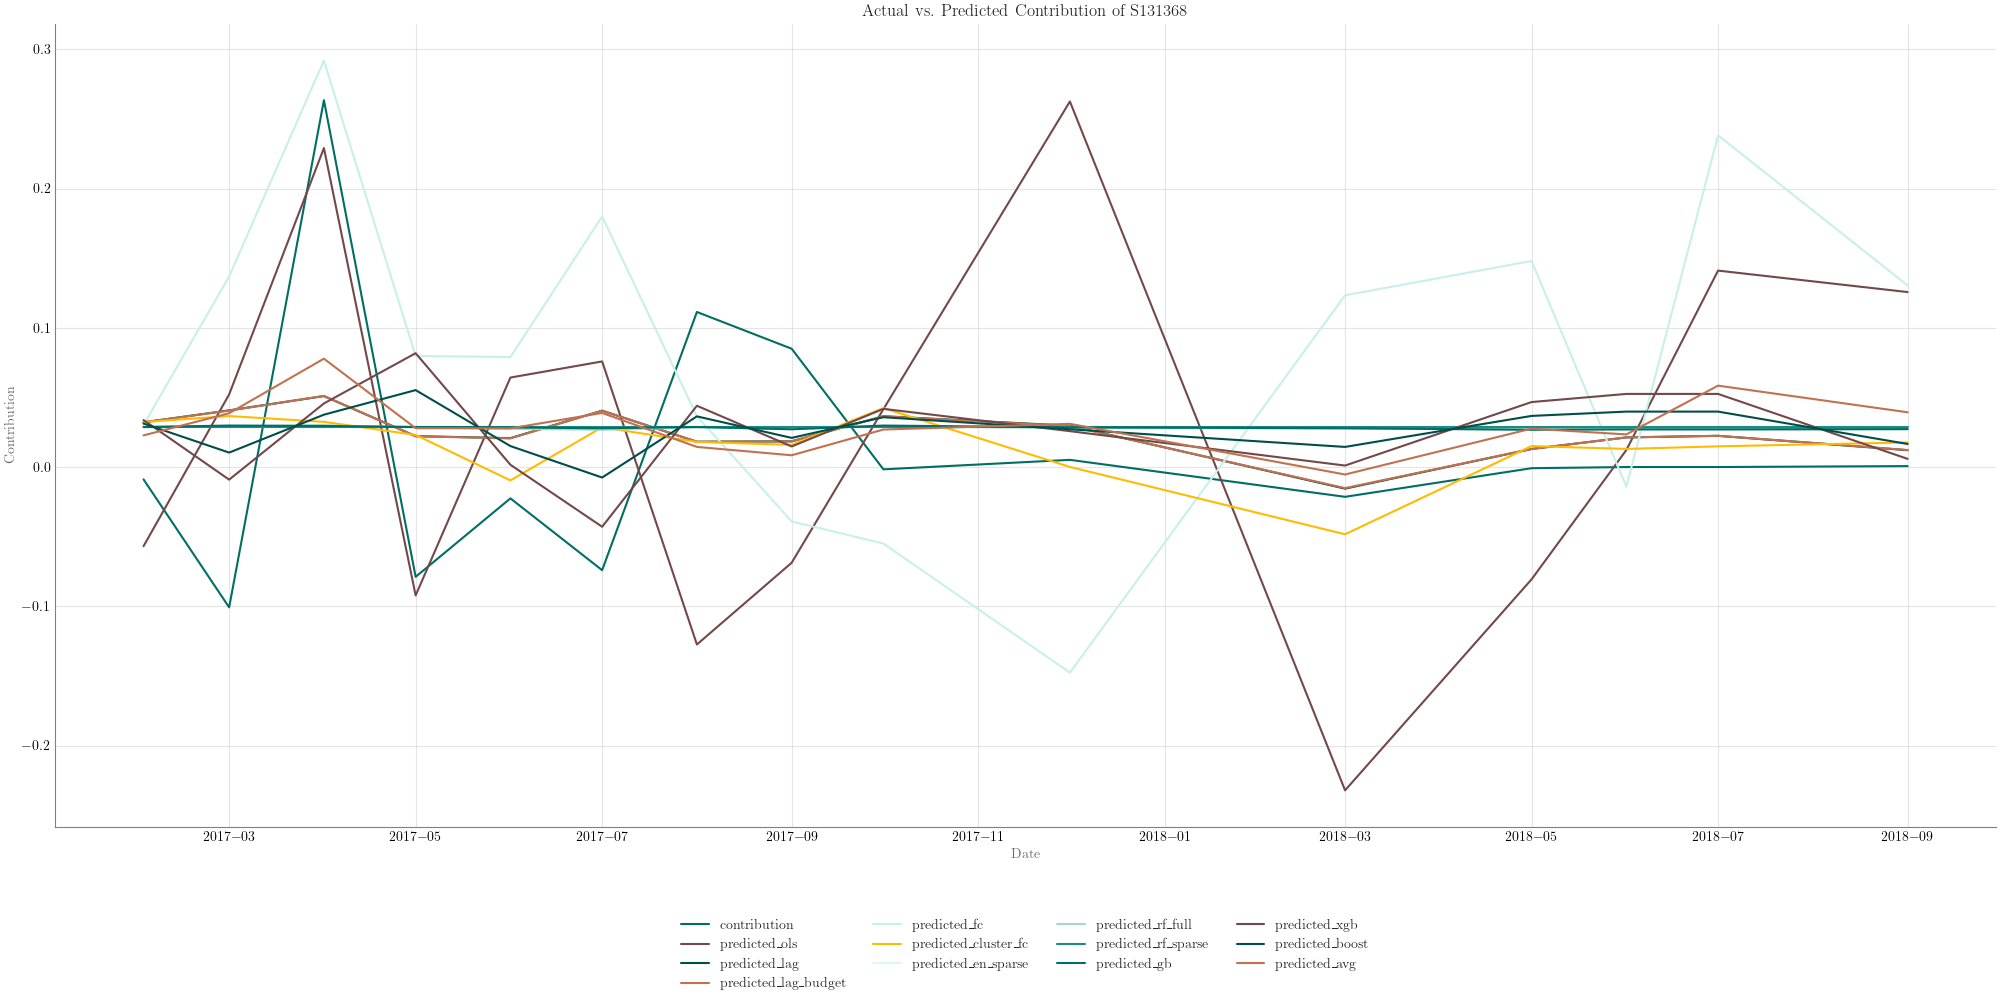 Actual vs. Predicted Contribution of S131368
Contribution
0.3
0.2
0.1
0.0
−0.1
−0.2
2017−03
2017−05
2017−07
2017−09
2017−11
2018−01
2018−03
2018−05
2018−07
2018−09
Date
contribution
predicted_ols
predicted_lag
predicted_lag_budget
predicted_fc
predicted_cluster_fc
predicted_en_sparse
predicted_rf_full
predicted_rf_sparse
predicted_gb
predicted_xgb
predicted_boost
predicted_avg